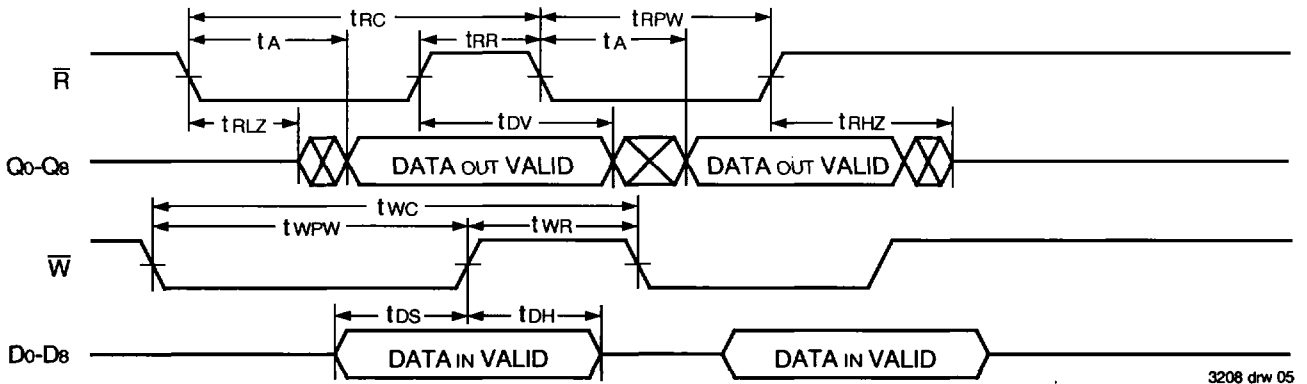 tRC tRPW
tA tRR tA
R̅
tRLZ tDV tRHZ
Q0-Q8 DATA OUT VALID DATA OUT VALID
tWC
tWPW tWR
W̅
tDS tDH
D0-D8 DATA IN VALID DATA IN VALID
3208 drw 05